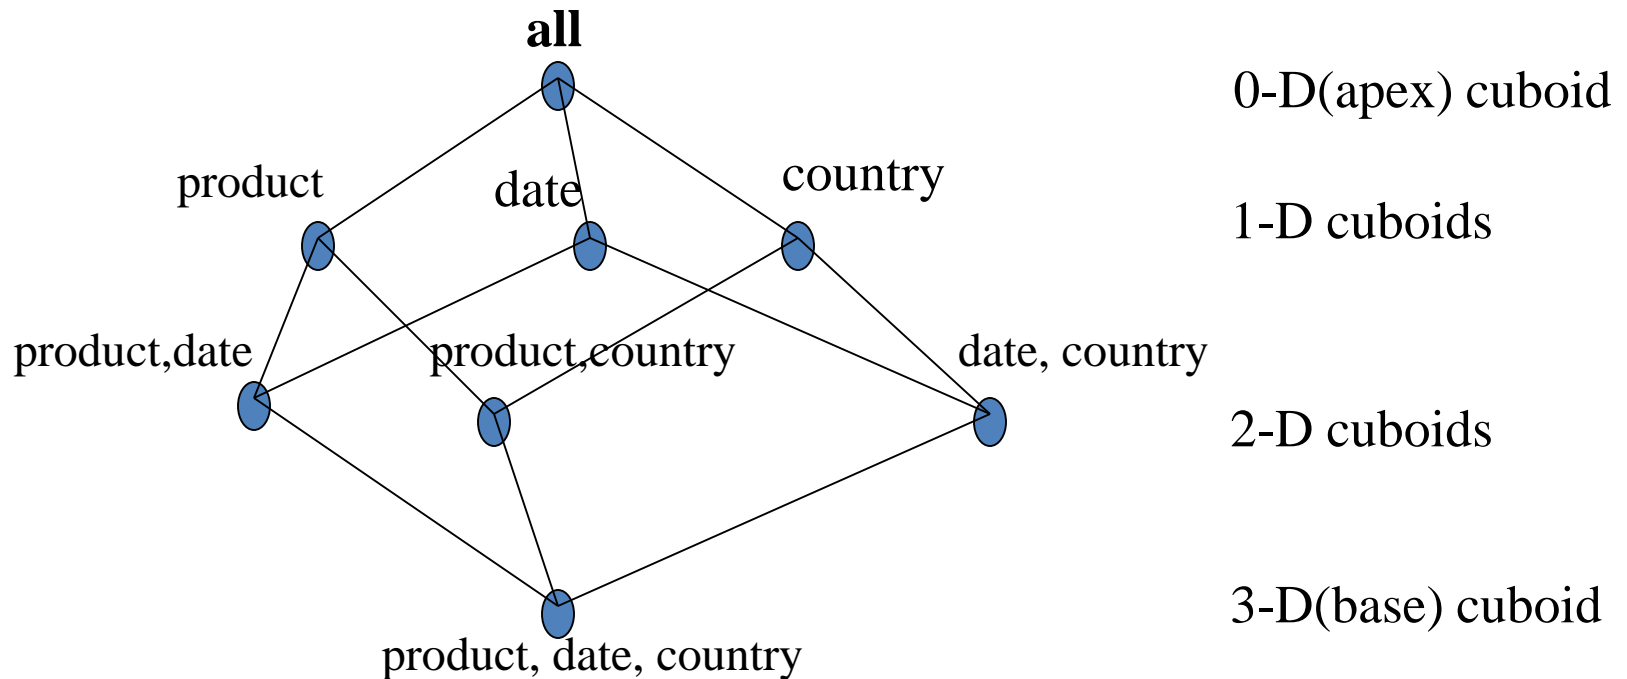 all
0-D(apex) cuboid
product
date
country
1-D cuboids
product,date
product,country
date, country
2-D cuboids
3-D(base) cuboid
product, date, country